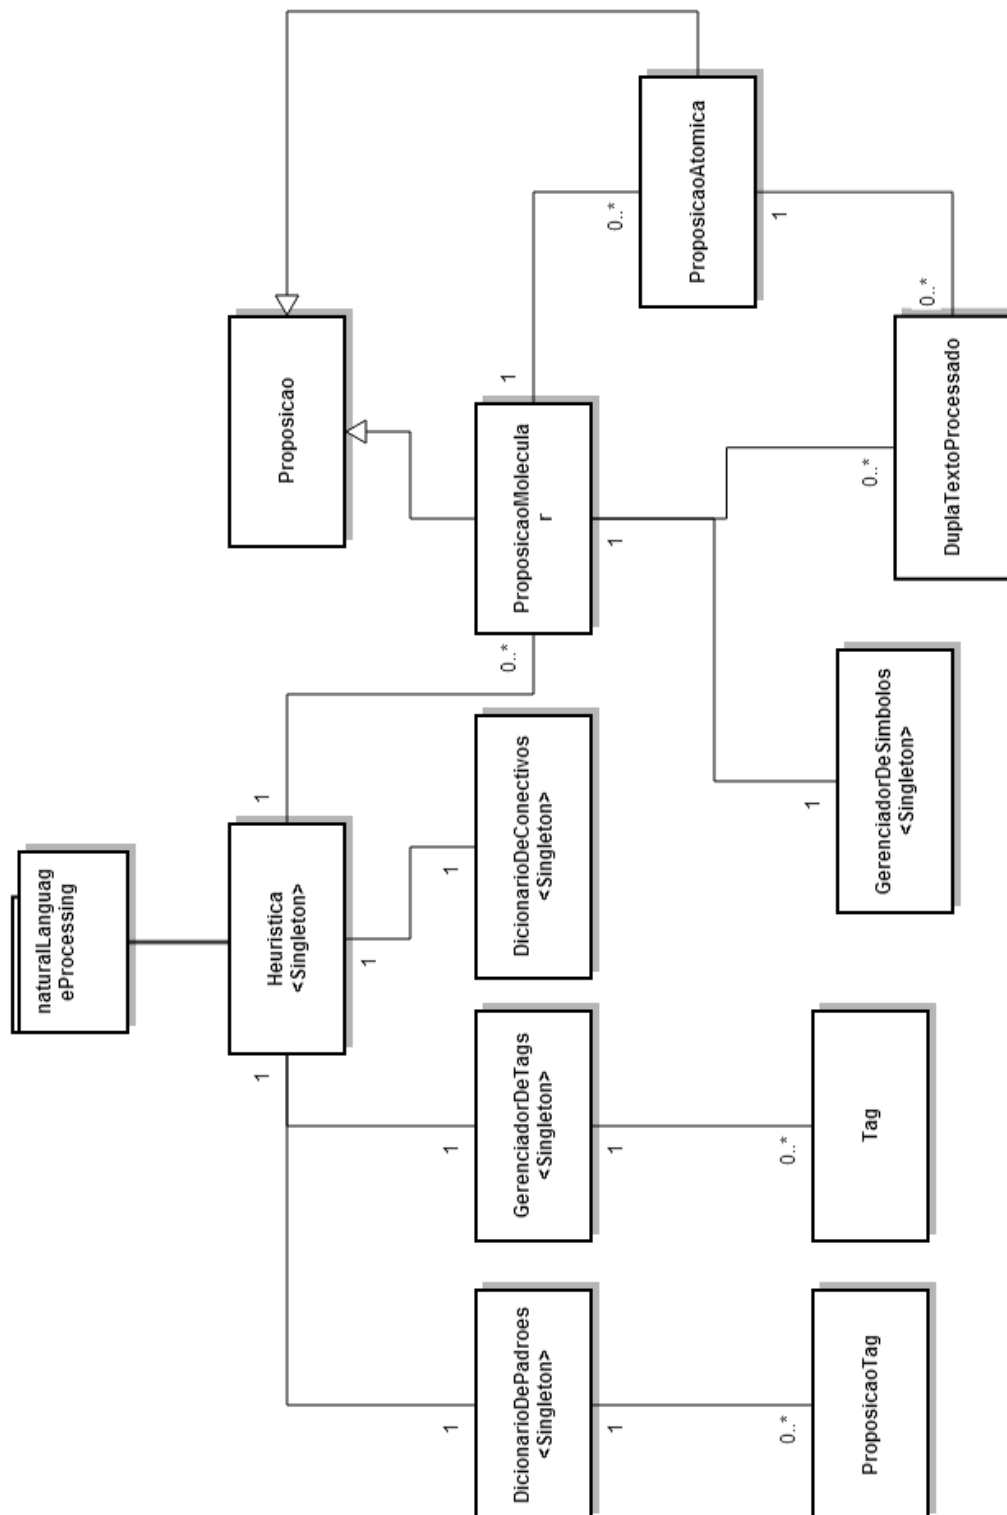 naturalLanguag
eProcessing
1
1
Heuristica
<Singleton>
Proposicao
1
1
1
1
0..*
1
DicionarioDePadroes
<Singleton>
GerenciadorDeTags
<Singleton>
DicionarioDeConectivos
<Singleton>
ProposicaoMolecula
r
1
1
1
0..*
ProposicaoAtomica
0..*
0..*
1
0..*
1
ProposicaoTag
Tag
GerenciadorDeSimbolos
<Singleton>
0..*
DuplaTextoProcessado